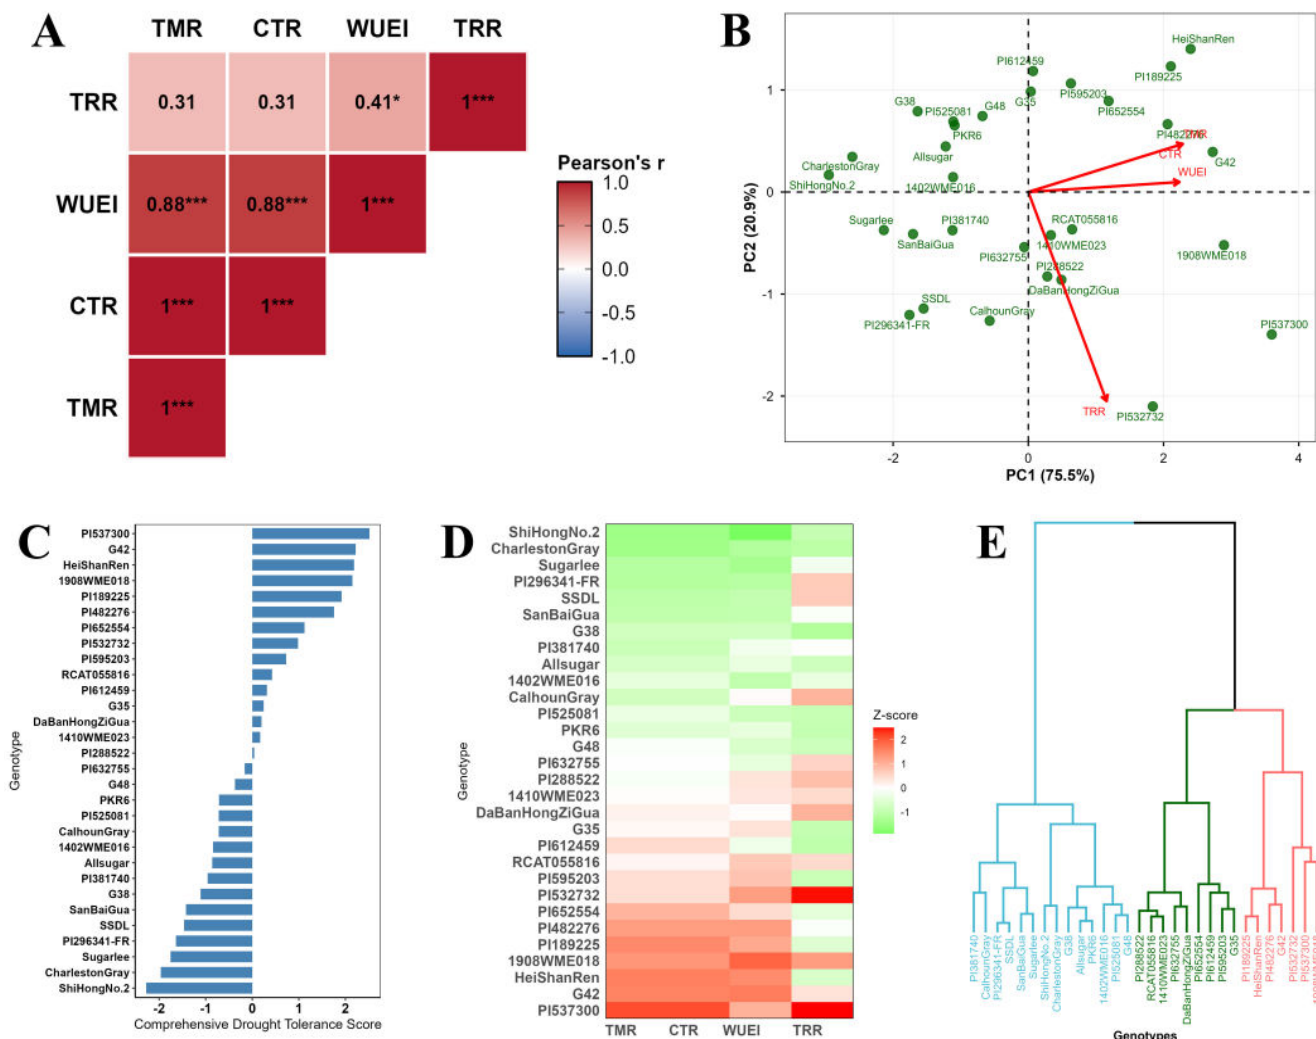 A
TMR CTR WUEI TRR
TRR 0.31 0.31 0.41* 1***
WUEI 0.88*** 0.88*** 1***
CTR 1*** 1***
TMR 1***
Pearson's r
1.0
0.5
0.0
-0.5
-1.0
B
HeiShanRen
PI612459
PI189225
PI595203
G38
PI525081
G48
G35
PI652554
PKR6
PI482276
TMR
Allsugar
CTR
G42
CharlestonGray
WUEI
ShiHongNo.2
1402WME016
Sugarlee
PI381740
RCAT055816
SanBaiGua
1410WME023
PI632755
1908WME018
PI288522
DaBanHongZiGua
SSDL
CalhounGray
PI296341-FR
PI537300
TRR
PI532732
1
0
-1
-2
PC2 (20.9%)
-2 0 2 4
PC1 (75.5%)
C
PI537300
G42
HeiShanRen
1908WME018
PI189225
PI482276
PI652554
PI532732
PI595203
RCAT055816
PI612459
G35
DaBanHongZiGua
1410WME023
PI288522
PI632755
G48
PKR6
PI525081
CalhounGray
1402WME016
Allsugar
PI381740
G38
SanBaiGua
SSDL
PI296341-FR
Sugarlee
CharlestonGray
ShiHongNo.2
Genotype
-2 -1 0 1 2
Comprehensive Drought Tolerance Score
D
ShiHongNo.2
CharlestonGray
Sugarlee
PI296341-FR
SSDL
SanBaiGua
G38
PI381740
Allsugar
1402WME016
CalhounGray
PI525081
PKR6
G48
PI632755
PI288522
1410WME023
DaBanHongZiGua
G35
PI612459
RCAT055816
PI595203
PI532732
PI652554
PI482276
PI189225
1908WME018
HeiShanRen
G42
PI537300
Genotype
TMR CTR WUEI TRR
Z-score
2
1
0
-1
E
PI381740
CalhounGray
PI296341-FR
SSDL
SanBaiGua
Sugarlee
ShiHongNo.2
CharlestonGray
G38
Allsugar
PKR6
1402WME016
PI525081
G48
PI288522
RCAT055816
1410WME023
PI632755
DaBanHongZiGua
PI652554
PI612459
PI595203
G35
PI189225
HeiShanRen
PI482276
G42
PI532732
PI537300
Genotypes